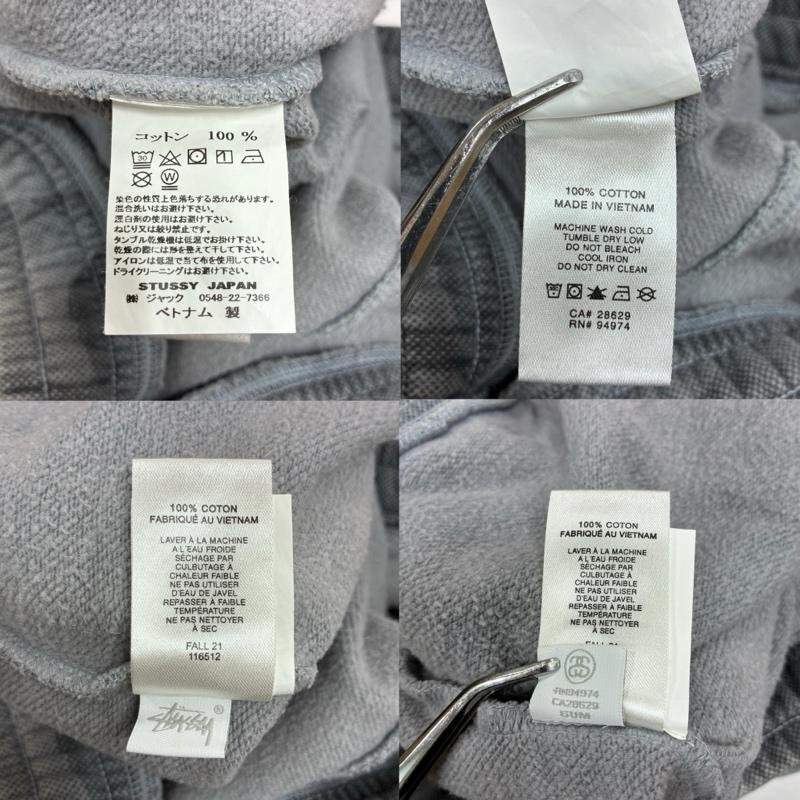 コットン 100 %
30
W
染色の性質上色落ちする恐れがあります。
混合洗いはお避け下さい。
漂白剤の使用はお避け下さい。
ねじり又は絞り禁止です。
タンブル乾燥機は低温でお掛け下さい。
乾燥の際には形を整えて干して下さい。
アイロンは低温で当て布を使用して下さい。
ドライクリーニングはお避け下さい。
STUSSY JAPAN
㈱ ジャック 0548-22-7366
ベトナム 製
100% COTTON
MADE IN VIETNAM
MACHINE WASH COLD
TUMBLE DRY LOW
DO NOT BLEACH
COOL IRON
DO NOT DRY CLEAN
CA# 28629
RN# 94974
100% COTON
FABRIQUÉ AU VIETNAM
LAVER À LA MACHINE
A L'EAU FROIDE
SÉCHAGE PAR
CULBUTAGE À
CHALEUR FAIBLE
NE PAS UTILISER
D'EAU DE JAVEL
REPASSER À FAIBLE
TEMPÉRATURE
NE PAS NETTOYER
À SEC
FALL 21
116512
Stüssy
®
100% COTON
FABRIQUÉ AU VIETNAM
LAVER À LA MACHINE
A L'EAU FROIDE
SÉCHAGE PAR
CULBUTAGE À
CHALEUR FAIBLE
NE PAS UTILISER
D'EAU DE JAVEL
REPASSER À FAIBLE
TEMPÉRATURE
NE PAS NETTOYER
À SEC
RN94974
CA28629
GUM